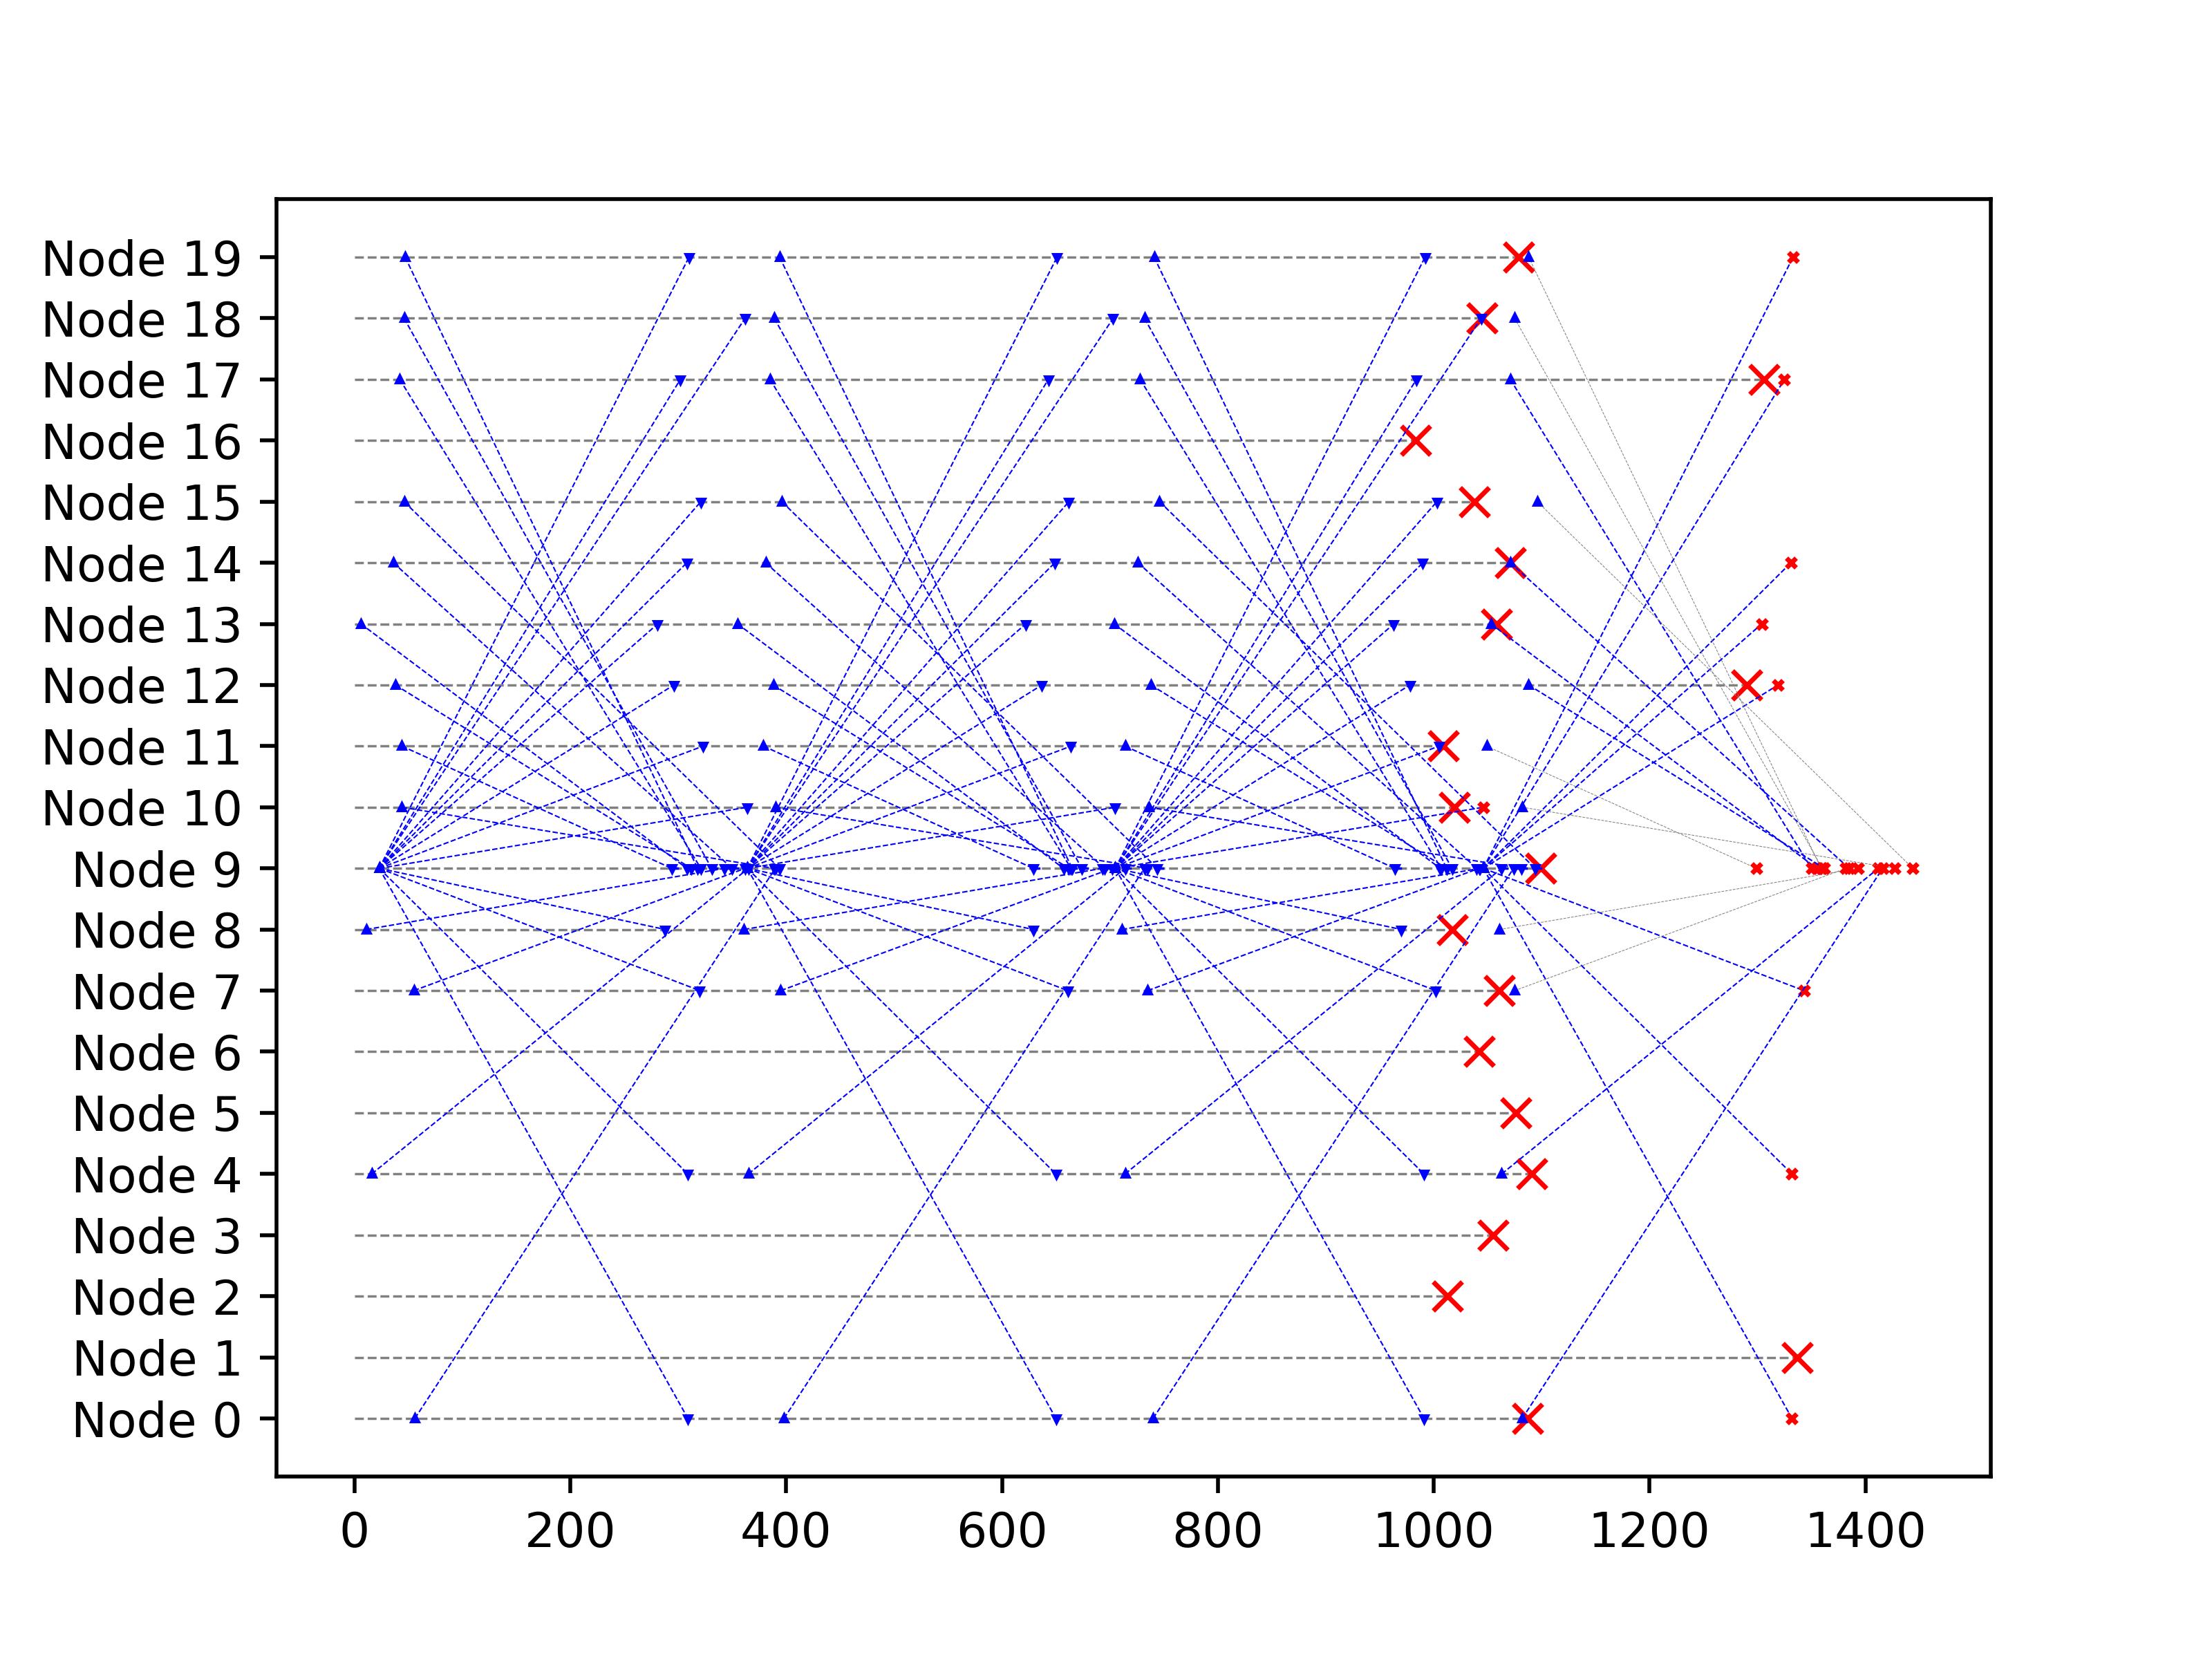 Node 19
Node 18
Node 17
Node 16
Node 15
Node 14
Node 13
Node 12
Node 11
Node 10
Node 9
Node 8
Node 7
Node 6
Node 5
Node 4
Node 3
Node 2
Node 1
Node 0
0 200 400 600 800 1000 1200 1400